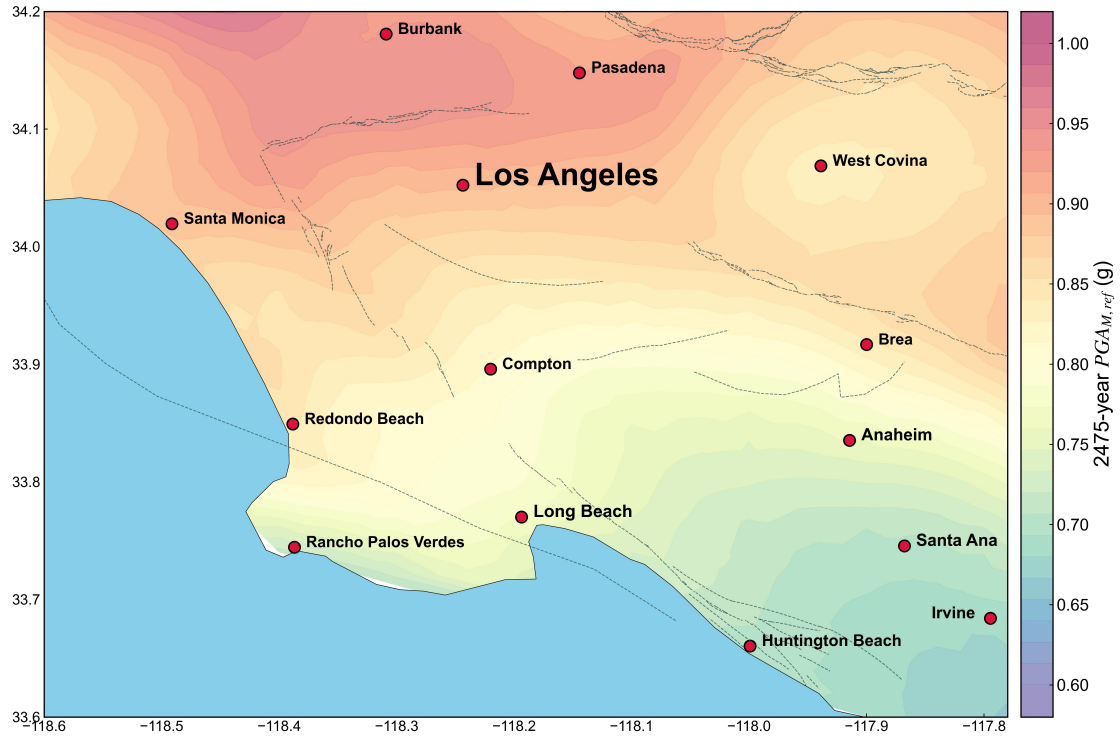 34.2
34.1
34.0
33.9
33.8
33.7
33.6
Burbank
Pasadena
West Covina
Los Angeles
Santa Monica
Brea
Compton
Redondo Beach
Anaheim
Long Beach
Rancho Palos Verdes
Santa Ana
Irvine
Huntington Beach
−118.6 −118.5 −118.4 −118.3 −118.2 −118.1 −118.0 −117.9 −117.8
1.00
0.95
0.90
0.85
0.80
0.75
0.70
0.65
0.60
2475-year PGA_{M,ref} (g)